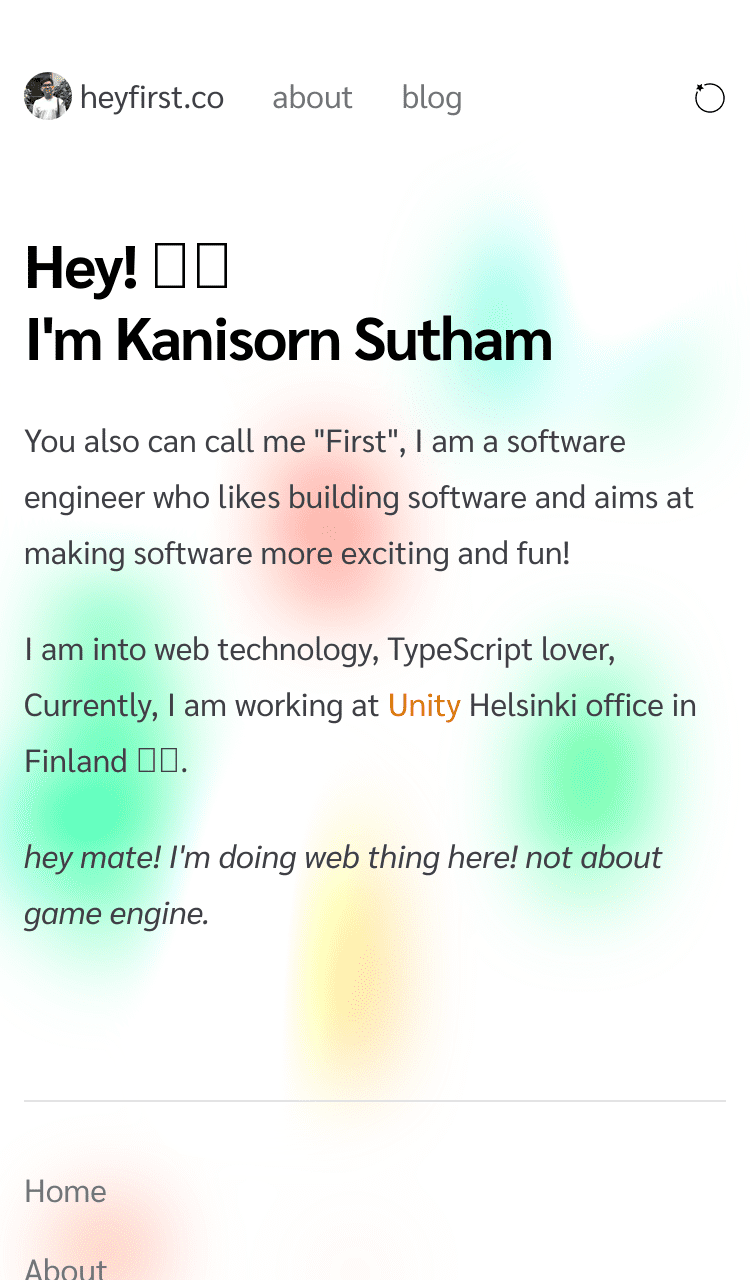 heyfirst.co about blog
Hey!
I'm Kanisorn Sutham
You also can call me "First", I am a software
engineer who likes building software and aims at
making software more exciting and fun!
I am into web technology, TypeScript lover,
Currently, I am working at Unity Helsinki office in
Finland .
hey mate! I'm doing web thing here! not about
game engine.
Home
About